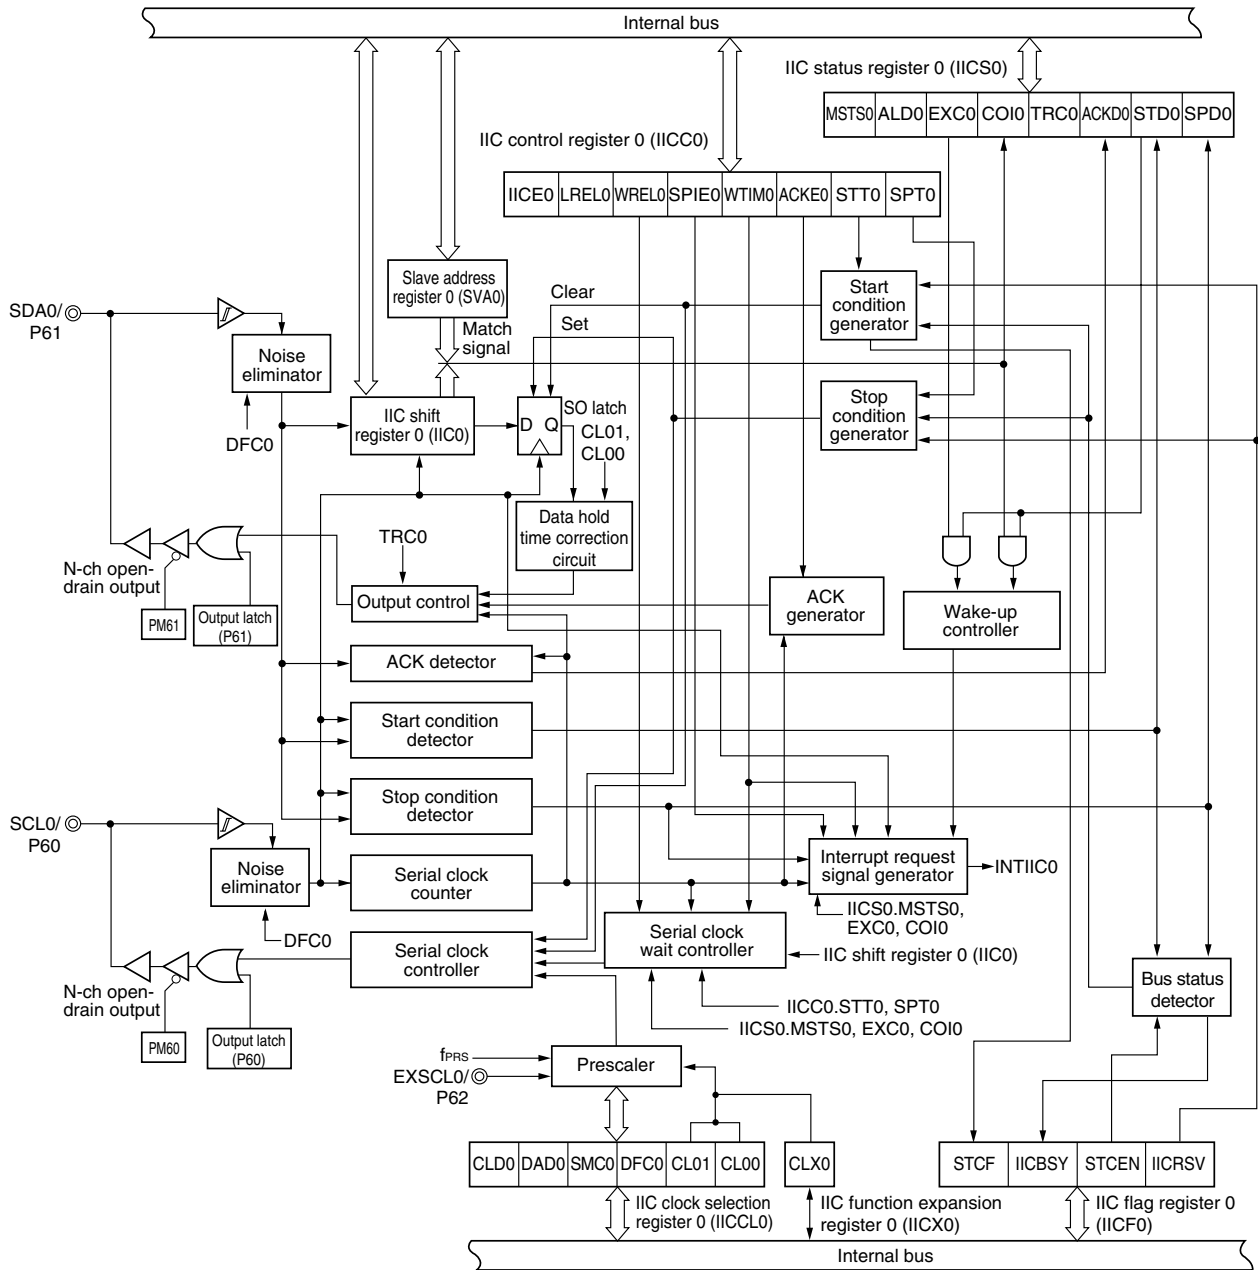 Internal bus
IIC status register 0 (IICS0)
MSTS0 ALD0 EXC0 COI0 TRC0 ACKD0 STD0 SPD0
IIC control register 0 (IICC0)
IICE0 LREL0 WREL0 SPIE0 WTIM0 ACKE0 STT0 SPT0
Slave address
register 0 (SVA0)
Clear
Set
Match
signal
Start
condition
generator
SDA0/
P61
Noise
eliminator
DFC0
IIC shift
register 0 (IIC0)
D Q
SO latch
CL01,
CL00
Stop
condition
generator
Data hold
time correction
circuit
TRC0
N-ch open-
drain output
PM61
Output latch
(P61)
Output control
ACK
generator
Wake-up
controller
ACK detector
Start condition
detector
Stop condition
detector
SCL0/
P60
Noise
eliminator
DFC0
Serial clock
counter
Interrupt request
signal generator
INTIIC0
IICS0.MSTS0,
EXC0, COI0
Serial clock
controller
Serial clock
wait controller
IIC shift register 0 (IIC0)
Bus status
detector
N-ch open-
drain output
PM60
Output latch
(P60)
IICC0.STT0, SPT0
IICS0.MSTS0, EXC0, COI0
fPRS
EXSCL0/
P62
Prescaler
CLD0 DAD0 SMC0 DFC0 CL01 CL00
CLX0
STCF IICBSY STCEN IICRSV
IIC clock selection
register 0 (IICCL0)
IIC function expansion
register 0 (IICX0)
IIC flag register 0
(IICF0)
Internal bus